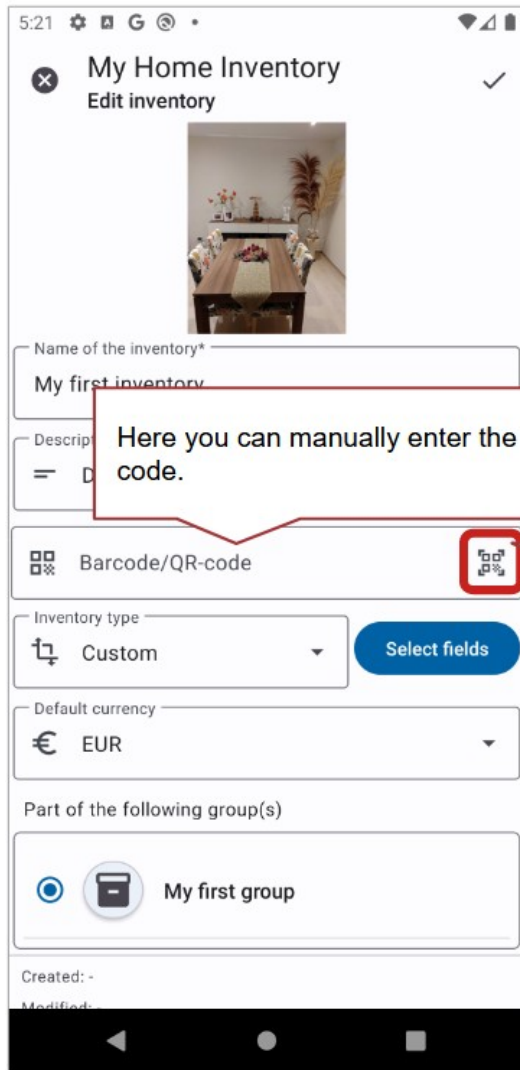 5:21
My Home Inventory
Edit inventory
Name of the inventory*
My first inventory
Descript
D
Here you can manually enter the
code.
Barcode/QR-code
Inventory type
Custom
Select fields
Default currency
€ EUR
Part of the following group(s)
My first group
Created: -
Modified: -